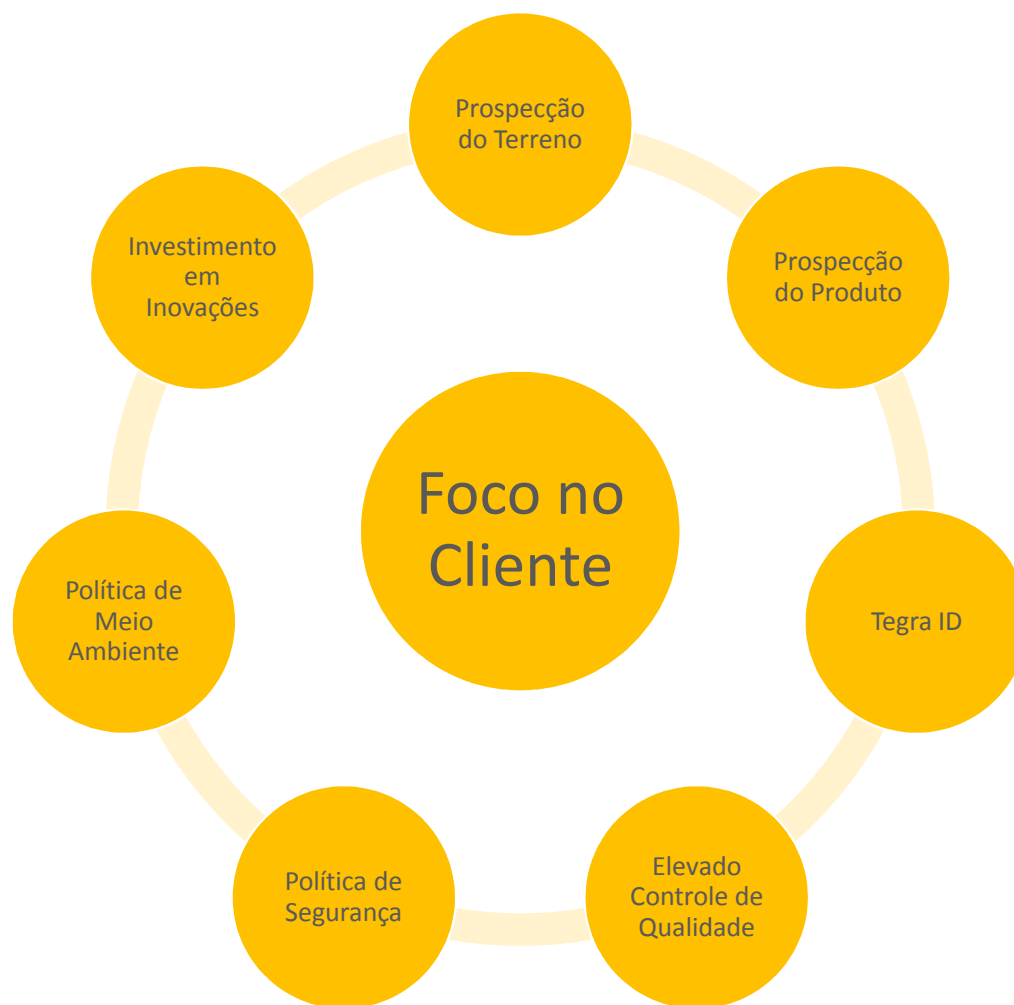 Prospecção
do Terreno
Prospecção
do Produto
Tegra ID
Elevado
Controle de
Qualidade
Política de
Segurança
Política de
Meio
Ambiente
Investimento
em
Inovações
Foco no
Cliente